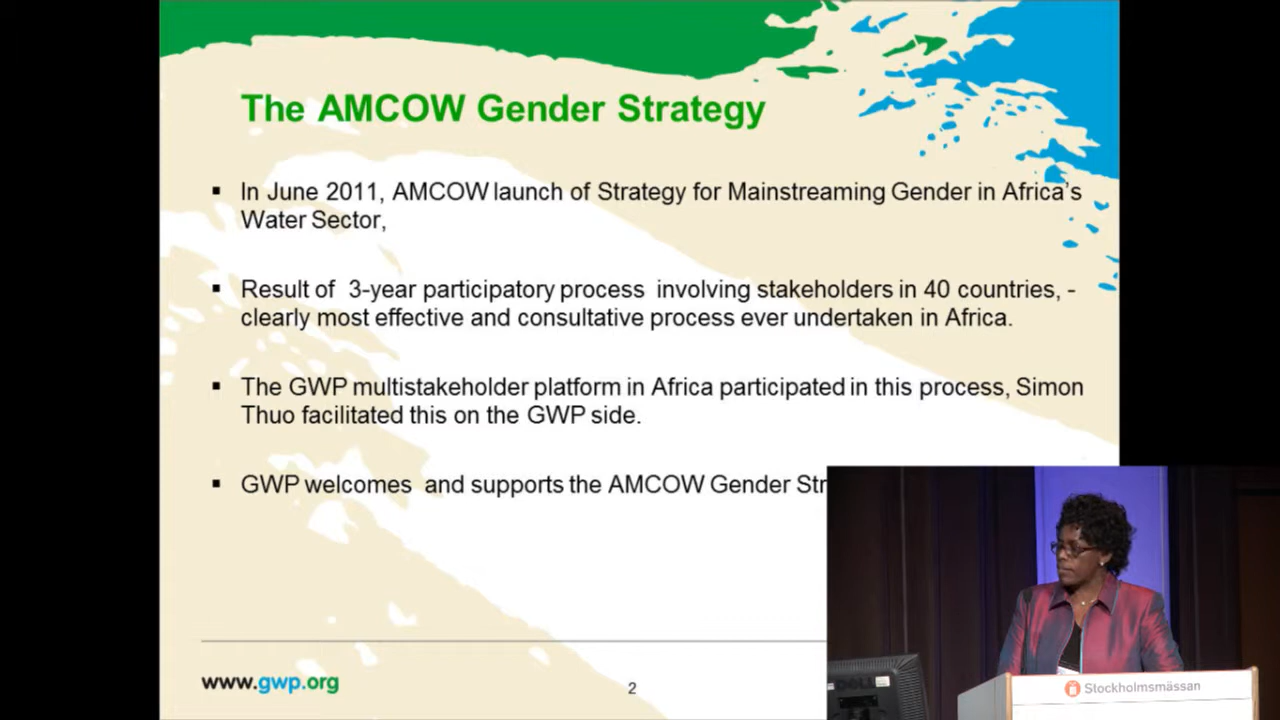 The AMCOW Gender Strategy
▪ In June 2011, AMCOW launch of Strategy for Mainstreaming Gender in Africa's
Water Sector,
▪ Result of 3-year participatory process involving stakeholders in 40 countries, -
clearly most effective and consultative process ever undertaken in Africa.
▪ The GWP multistakeholder platform in Africa participated in this process, Simon
Thuo facilitated this on the GWP side.
▪ GWP welcomes and supports the AMCOW Gender Str
www.gwp.org
2
DELL
Stockholmsmässan